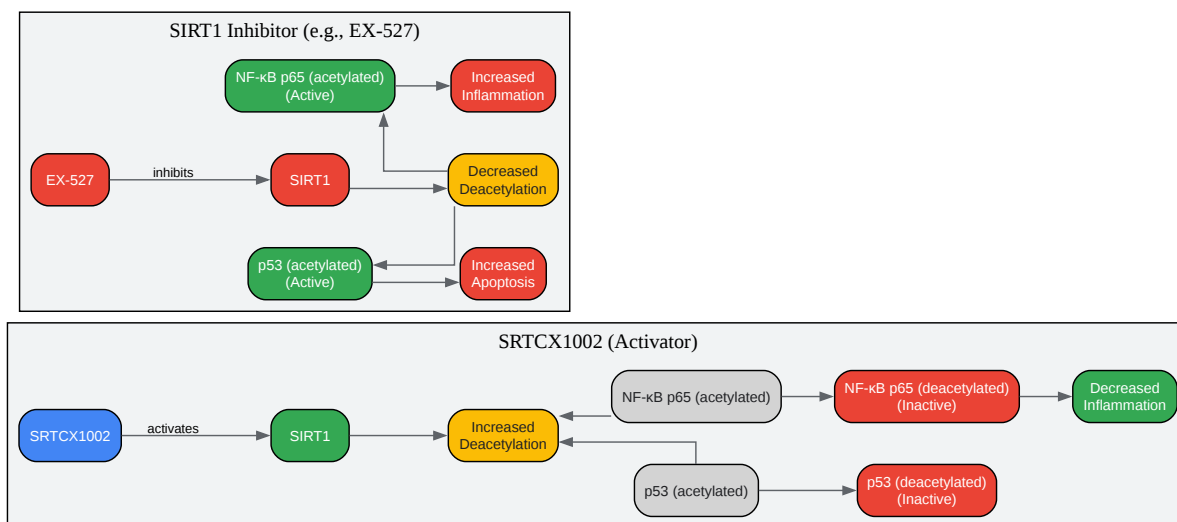 SIRT1 Inhibitor (e.g., EX-527)
NF-κB p65 (acetylated)
(Active)
Increased
Inflammation
EX-527
inhibits
SIRT1
Decreased
Deacetylation
p53 (acetylated)
(Active)
Increased
Apoptosis
SRTCX1002 (Activator)
NF-κB p65 (acetylated)
NF-κB p65 (deacetylated)
(Inactive)
Decreased
Inflammation
SRTCX1002
activates
SIRT1
Increased
Deacetylation
p53 (acetylated)
p53 (deacetylated)
(Inactive)